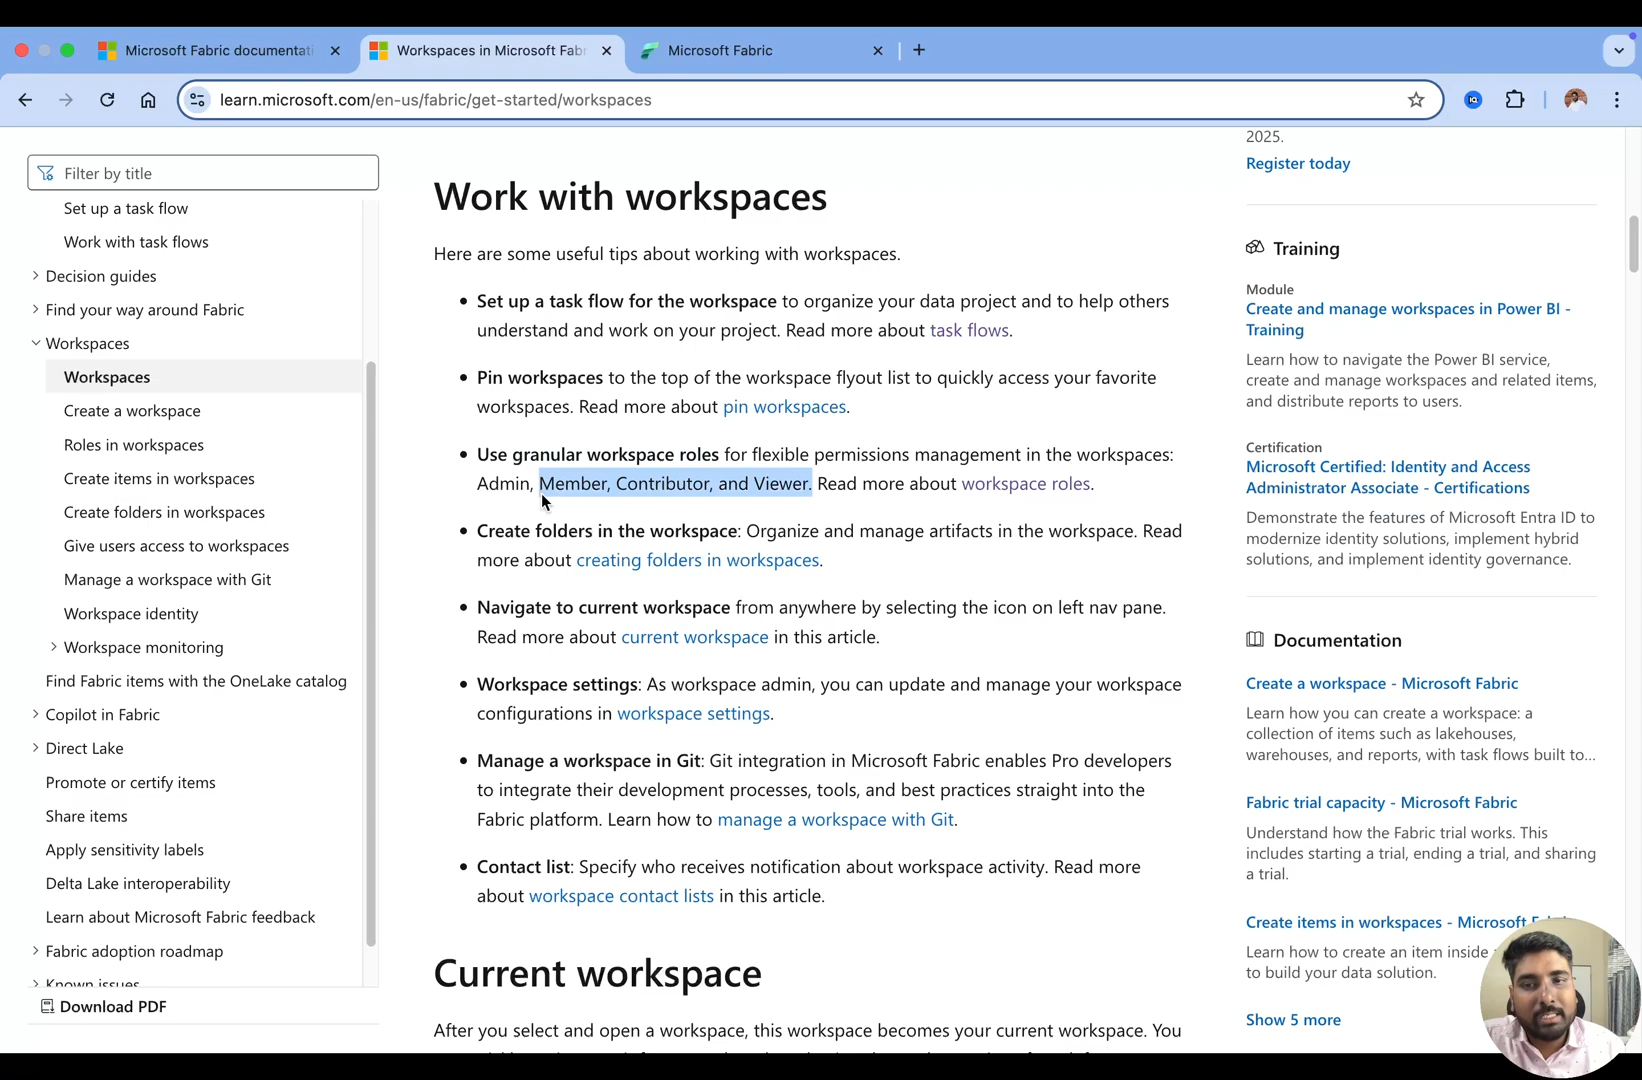 Microsoft Fabric documentati
Workspaces in Microsoft Fab
Microsoft Fabric
learn.microsoft.com/en-us/fabric/get-started/workspaces
Filter by title
Set up a task flow
Work with task flows
Decision guides
Find your way around Fabric
Workspaces
Workspaces
Create a workspace
Roles in workspaces
Create items in workspaces
Create folders in workspaces
Give users access to workspaces
Manage a workspace with Git
Workspace identity
Workspace monitoring
Find Fabric items with the OneLake catalog
Copilot in Fabric
Direct Lake
Promote or certify items
Share items
Apply sensitivity labels
Delta Lake interoperability
Learn about Microsoft Fabric feedback
Fabric adoption roadmap
Known issues
Download PDF
Work with workspaces
Here are some useful tips about working with workspaces.
• Set up a task flow for the workspace to organize your data project and to help others
understand and work on your project. Read more about task flows.
• Pin workspaces to the top of the workspace flyout list to quickly access your favorite
workspaces. Read more about pin workspaces.
• Use granular workspace roles for flexible permissions management in the workspaces:
Admin, Member, Contributor, and Viewer. Read more about workspace roles.
• Create folders in the workspace: Organize and manage artifacts in the workspace. Read
more about creating folders in workspaces.
• Navigate to current workspace from anywhere by selecting the icon on left nav pane.
Read more about current workspace in this article.
• Workspace settings: As workspace admin, you can update and manage your workspace
configurations in workspace settings.
• Manage a workspace in Git: Git integration in Microsoft Fabric enables Pro developers
to integrate their development processes, tools, and best practices straight into the
Fabric platform. Learn how to manage a workspace with Git.
• Contact list: Specify who receives notification about workspace activity. Read more
about workspace contact lists in this article.
Current workspace
After you select and open a workspace, this workspace becomes your current workspace. You
2025.
Register today
Training
Module
Create and manage workspaces in Power BI -
Training
Learn how to navigate the Power BI service,
create and manage workspaces and related items,
and distribute reports to users.
Certification
Microsoft Certified: Identity and Access
Administrator Associate - Certifications
Demonstrate the features of Microsoft Entra ID to
modernize identity solutions, implement hybrid
solutions, and implement identity governance.
Documentation
Create a workspace - Microsoft Fabric
Learn how you can create a workspace: a
collection of items such as lakehouses,
warehouses, and reports, with task flows built to...
Fabric trial capacity - Microsoft Fabric
Understand how the Fabric trial works. This
includes starting a trial, ending a trial, and sharing
a trial.
Create items in workspaces - Microsoft
Learn how to create an item inside
to build your data solution.
Show 5 more